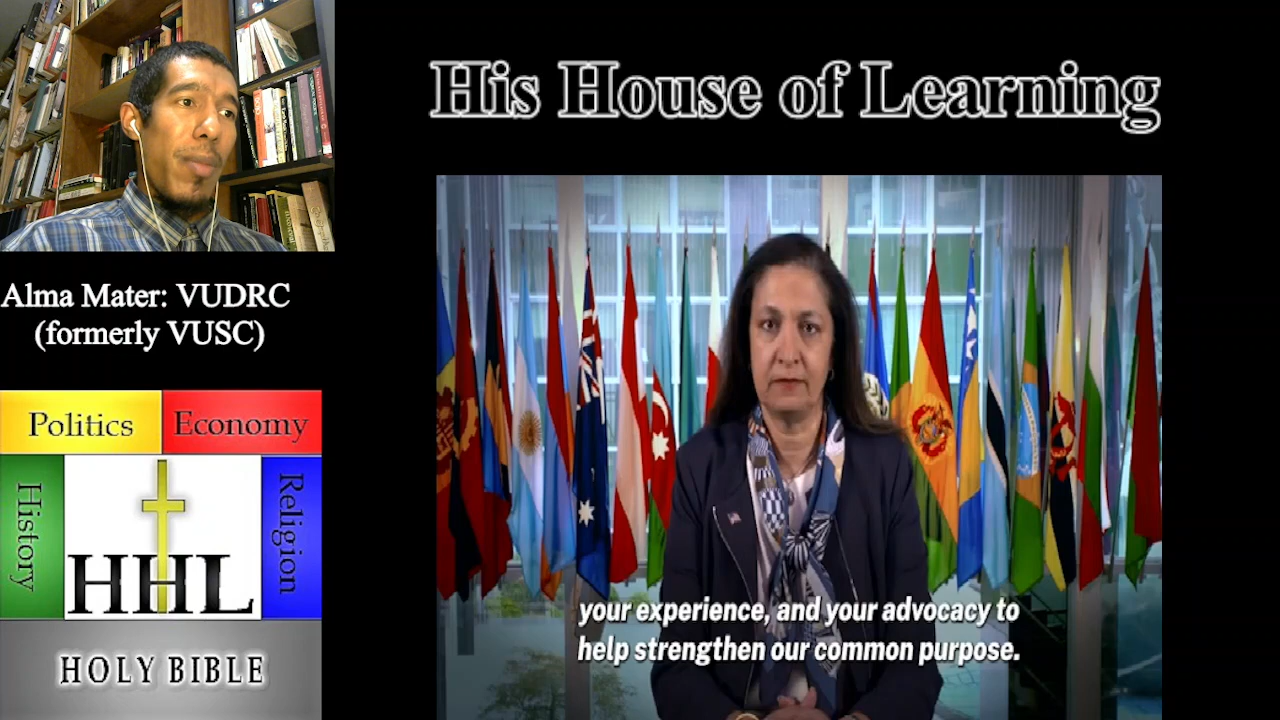 His House of Learning
Alma Mater: VUDRC
(formerly VUSC)
Politics
Economy
History
Religion
HHL
HOLY BIBLE
your experience, and your advocacy to
help strengthen our common purpose.